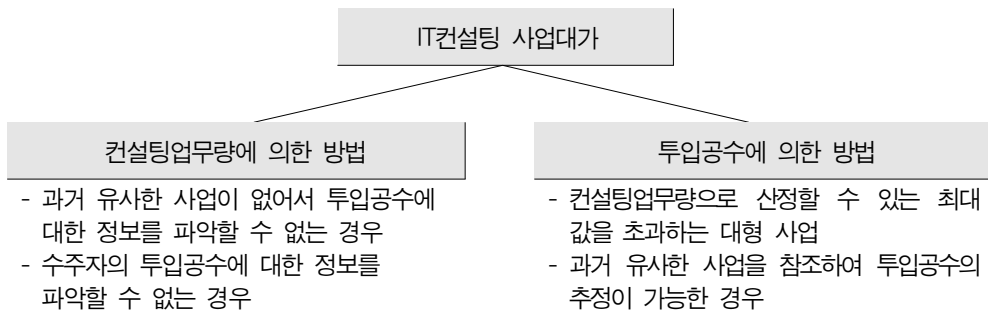 IT컨설팅 사업대가
컨설팅업무량에 의한 방법
- 과거 유사한 사업이 없어서 투입공수에
대한 정보를 파악할 수 없는 경우
- 수주자의 투입공수에 대한 정보를
파악할 수 없는 경우
투입공수에 의한 방법
- 컨설팅업무량으로 산정할 수 있는 최대
값을 초과하는 대형 사업
- 과거 유사한 사업을 참조하여 투입공수의
추정이 가능한 경우